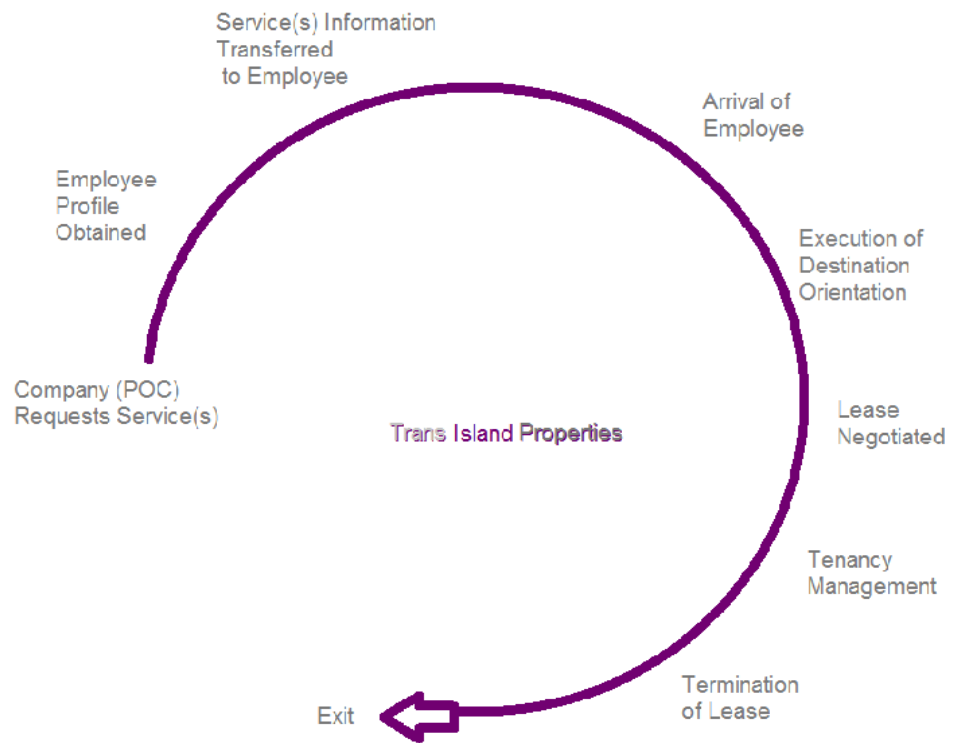 Service(s) Information
Transferred
to Employee
Arrival of
Employee
Employee
Profile
Obtained
Execution of
Destination
Orientation
Company (POC)
Requests Service(s)
Lease
Negotiated
Trans Island Properties
Tenancy
Management
Termination
of Lease
Exit